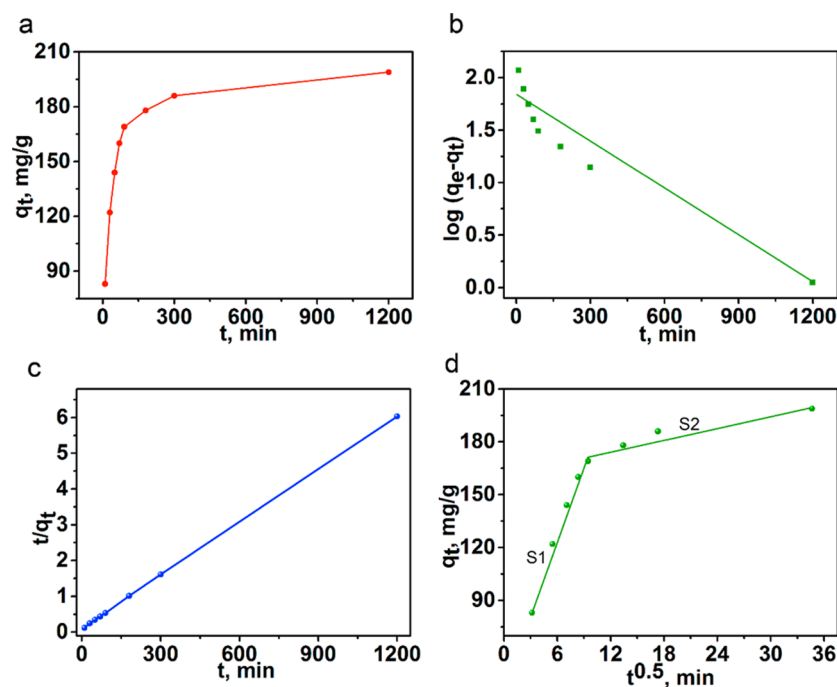 a
210
180
150
120
90
qt, mg/g
0 300 600 900 1200
t, min
b
2.0
1.5
1.0
0.5
0.0
log (qe-qt)
0 300 600 900 1200
t, min
c
6
5
4
3
2
1
0
t/qt
0 300 600 900 1200
t, min
d
210
180
150
120
90
qt, mg/g
S1
S2
0 6 12 18 24 30 36
t0.5, min